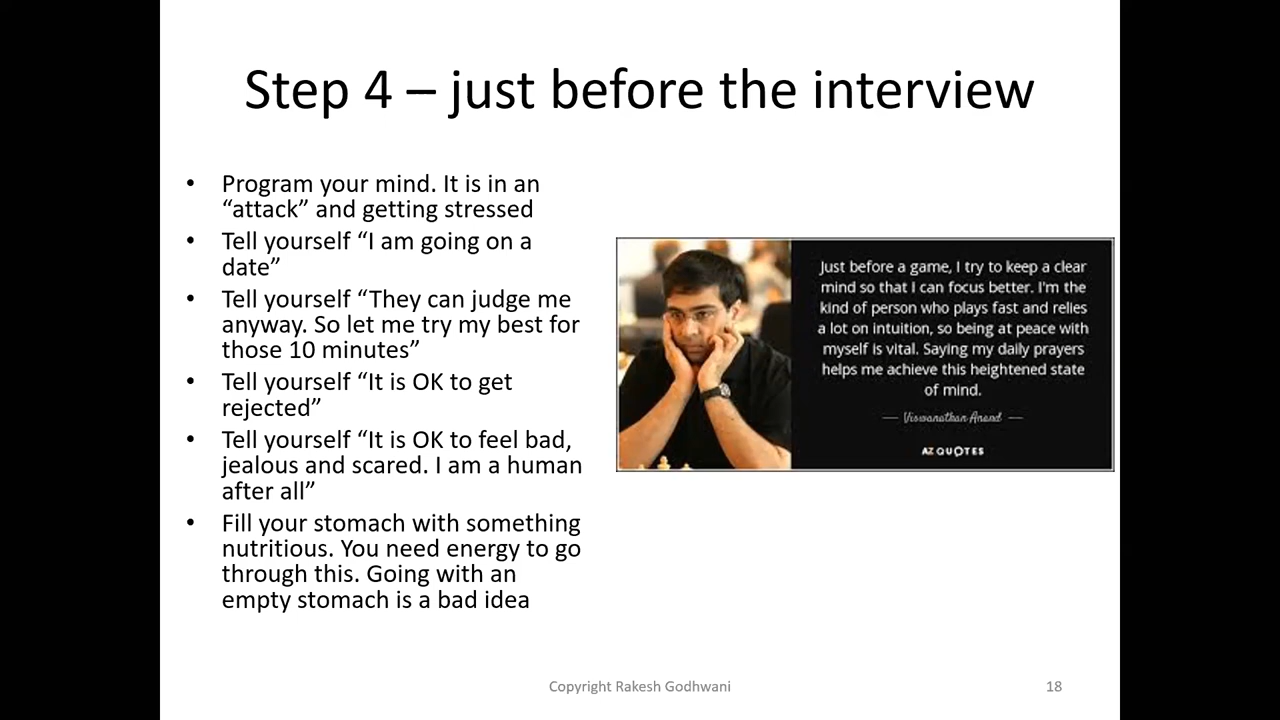 Step 4 – just before the interview
• Program your mind. It is in an
“attack” and getting stressed
• Tell yourself “I am going on a
date”
• Tell yourself “They can judge me
anyway. So let me try my best for
those 10 minutes”
• Tell yourself “It is OK to get
rejected”
• Tell yourself “It is OK to feel bad,
jealous and scared. I am a human
after all”
• Fill your stomach with something
nutritious. You need energy to go
through this. Going with an
empty stomach is a bad idea
Just before a game, I try to keep a clear
mind so that I can focus better. I'm the
kind of person who plays fast and relies
a lot on intuition, so being at peace with
myself is vital. Saying my daily prayers
helps me achieve this heightened state
of mind.
— Viswanathan Anand —
AZ QUOTES
Copyright Rakesh Godhwani
18